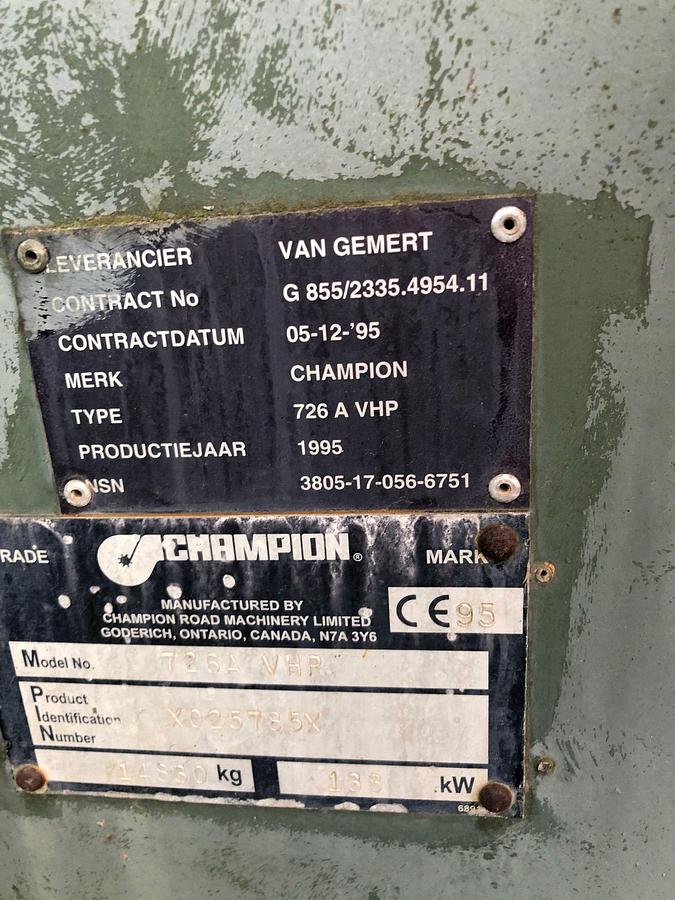 LEVERANCIER VAN GEMERT
CONTRACT No G 855/2335.4954.11
CONTRACTDATUM 05-12-'95
MERK CHAMPION
TYPE 726 A VHP
PRODUCTIEJAAR 1995
NSN 3805-17-056-6751
RADE CHAMPION® MARK
MANUFACTURED BY
CHAMPION ROAD MACHINERY LIMITED
GODERICH, ONTARIO, CANADA, N7A 3Y6
CE 95
Model No. 726A VHP
Product
Identification X025785X
Number
kg kW